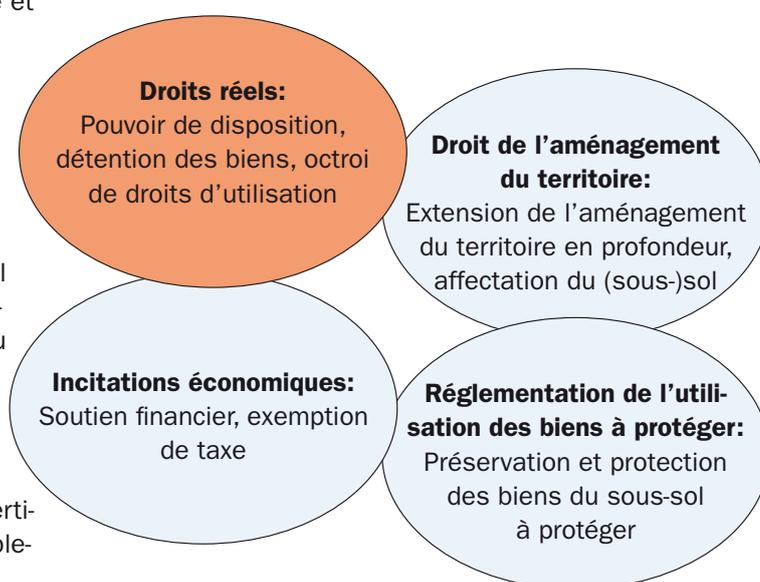 et
Droits réels:
Pouvoir de disposition,
détention des biens, octroi
de droits d’utilisation
Droit de l’aménagement
du territoire:
Extension de l’aménagement
du territoire en profondeur,
affectation du (sous-)sol
Incitations économiques:
Soutien financier, exemption
de taxe
Réglementation de l’utili-
sation des biens à protéger:
Préservation et protection
des biens du sous-sol
à protéger